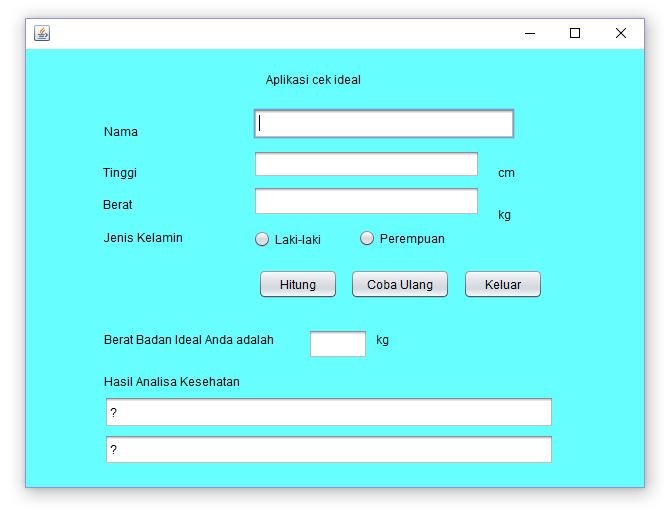 Aplikasi cek ideal
Nama
Tinggi cm
Berat kg
Jenis Kelamin Laki-laki Perempuan
Hitung Coba Ulang Keluar
Berat Badan Ideal Anda adalah kg
Hasil Analisa Kesehatan
?
?